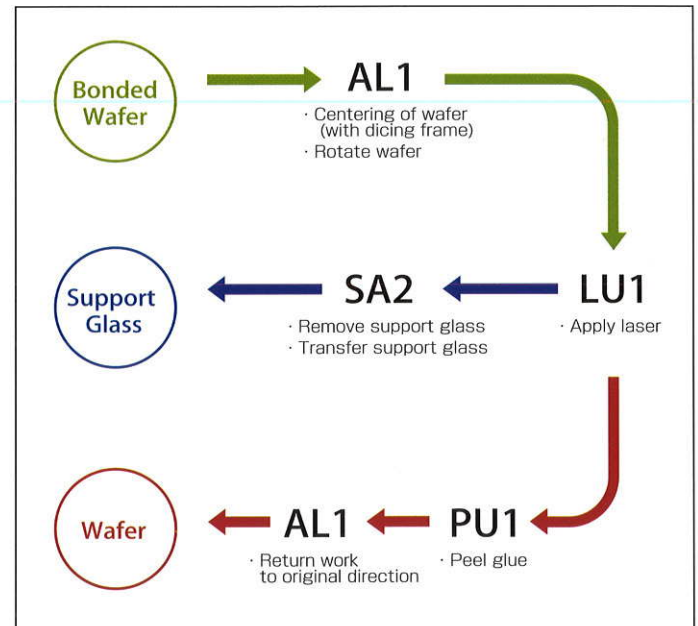 Bonded
Wafer
AL1
· Centering of wafer
(with dicing frame)
· Rotate wafer
Support
Glass
SA2
· Remove support glass
· Transfer support glass
LU1
· Apply laser
Wafer
AL1
· Return work
to original direction
PU1
· Peel glue